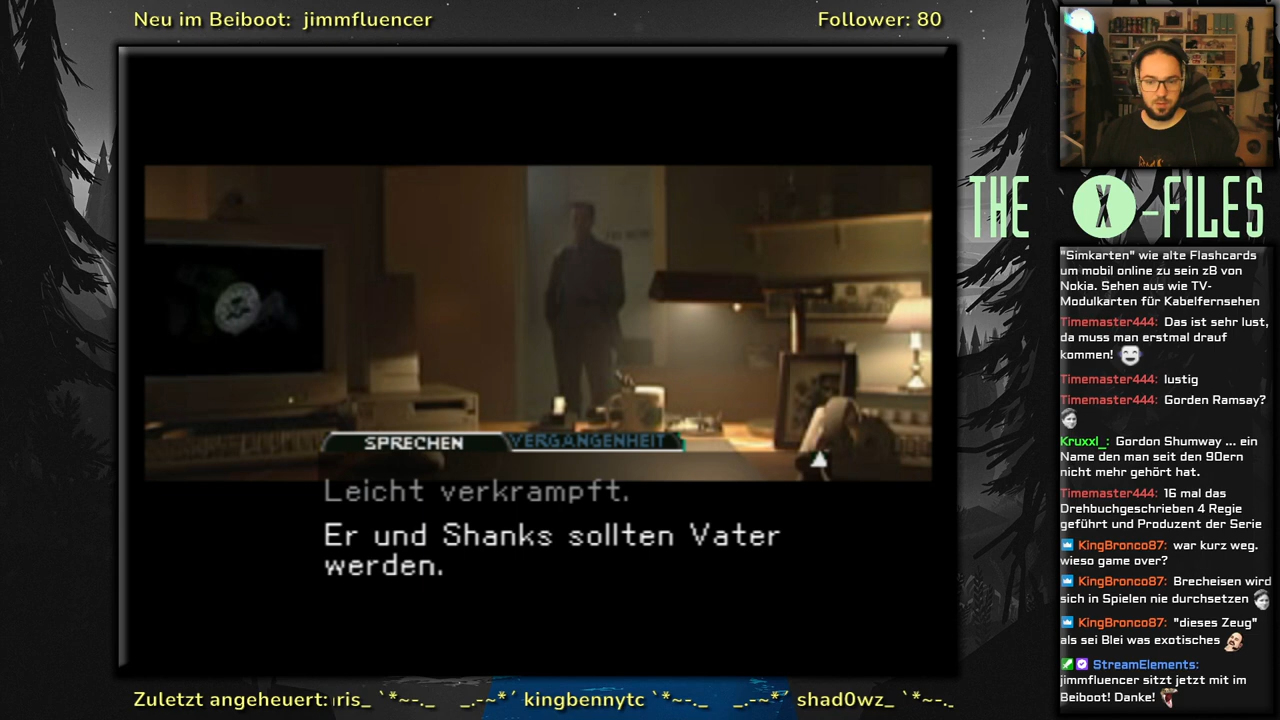 Neu im Beiboot: jimmfluencer
Follower: 80
THE X-FILES
SPRECHEN
VERGANGENHEIT
Leicht verkrampft.
Er und Shanks sollten Vater
werden.
"Simkarten" wie alte Flashcards
um mobil online zu sein zB von
Nokia. Sehen aus wie TV-
Modulkarten für Kabelfernsehen
Timemaster444: Das ist sehr lust,
da muss man erstmal drauf
kommen!
Timemaster444: lustig
Timemaster444: Gorden Ramsay?
Kruxxl_: Gordon Shumway ... ein
Name den man seit den 90ern
nicht mehr gehört hat.
Timemaster444: 16 mal das
Drehbuchgeschrieben 4 Regie
geführt und Produzent der Serie
KingBronco87: war kurz weg.
wieso game over?
KingBronco87: Brecheisen wird
sich in Spielen nie durchsetzen
KingBronco87: "dieses Zeug"
als sei Blei was exotisches
StreamElements:
jimmfluencer sitzt jetzt mit im
Beiboot! Danke!
Zuletzt angeheuert: ris_ `*~-._ _.-~*´ kingbennytc `*~-._ _.-~*´ shad0wz_ `*~-._